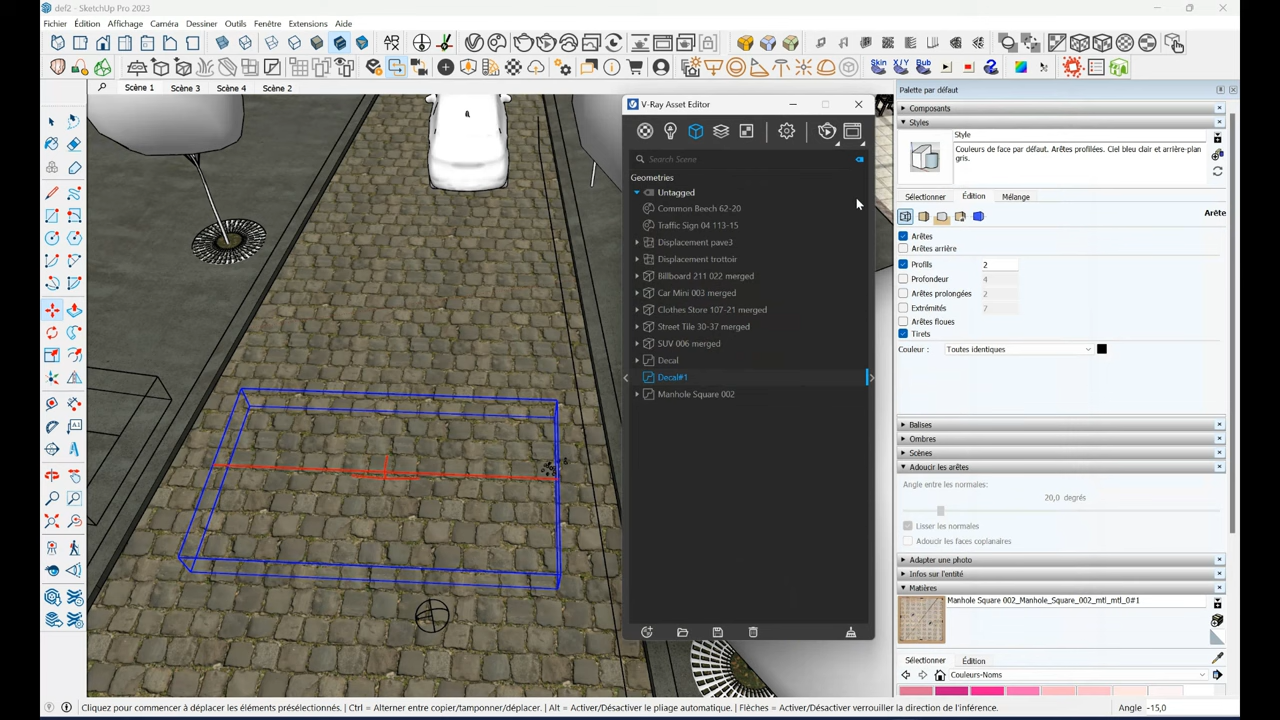 def2 - SketchUp Pro 2023
Fichier Édition Affichage Caméra Dessiner Outils Fenêtre Extensions Aide
Scène 1 Scène 3 Scène 4 Scène 2
V-Ray Asset Editor
Search Scene
Geometries
Untagged
Common Beech 62-20
Traffic Sign 04 113-15
Displacement pave3
Displacement trottoir
Billboard 211 022 merged
Car Mini 003 merged
Clothes Store 107-21 merged
Street Tile 30-37 merged
SUV 006 merged
Decal
Decal#1
Manhole Square 002
Palette par défaut
Composants
Styles
Style
Couleurs de face par défaut. Arêtes profilées. Ciel bleu clair et arrière-plan
gris.
Sélectionner Édition Mélange
Arête
Arêtes
Arêtes arrière
Profils 2
Profondeur 4
Arêtes prolongées 2
Extrémités 7
Arêtes floues
Tirets
Couleur : Toutes identiques
Balises
Ombres
Scènes
Adoucir les arêtes
Angle entre les normales:
20,0 degrés
Lisser les normales
Adoucir les faces coplanaires
Adapter une photo
Infos sur l'entité
Matières
Manhole Square 002_Manhole_Square_002_mtl_mtl_0#1
Sélectionner Édition
Couleurs-Noms
Cliquez pour commencer à déplacer les éléments présélectionnés. | Ctrl = Alterner entre copier/tamponner/déplacer. | Alt = Activer/Désactiver le pliage automatique. | Flèches = Activer/Désactiver verrouiller la direction de l'inférence.
Angle -15,0